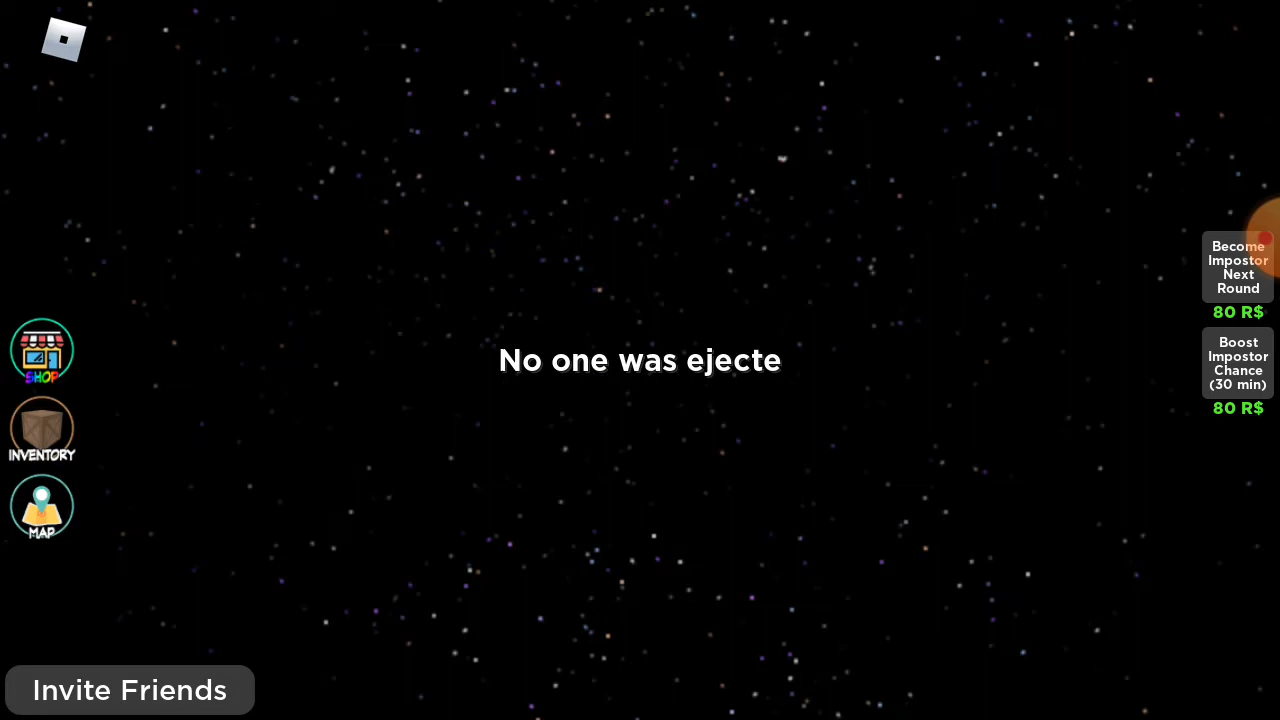 No one was ejecte
SHOP
INVENTORY
MAP
Invite Friends
Become
Impostor
Next
Round
80 R$
Boost
Impostor
Chance
(30 min)
80 R$